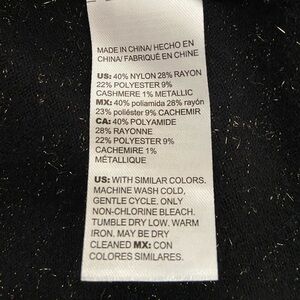 MADE IN CHINA/ HECHO EN
CHINA/ FABRIQUÉ EN CHINE
US: 40% NYLON 28% RAYON
22% POLYESTER 9%
CASHMERE 1% METALLIC
MX: 40% poliamida 28% rayón
23% poliéster 9% CACHEMIR
CA: 40% POLYAMIDE
28% RAYONNE
22% POLYESTER 9%
CACHEMIRE 1%
MÉTALLIQUE
US: WITH SIMILAR COLORS.
MACHINE WASH COLD,
GENTLE CYCLE. ONLY
NON-CHLORINE BLEACH.
TUMBLE DRY LOW. WARM
IRON. MAY BE DRY
CLEANED MX: CON
COLORES SIMILARES.